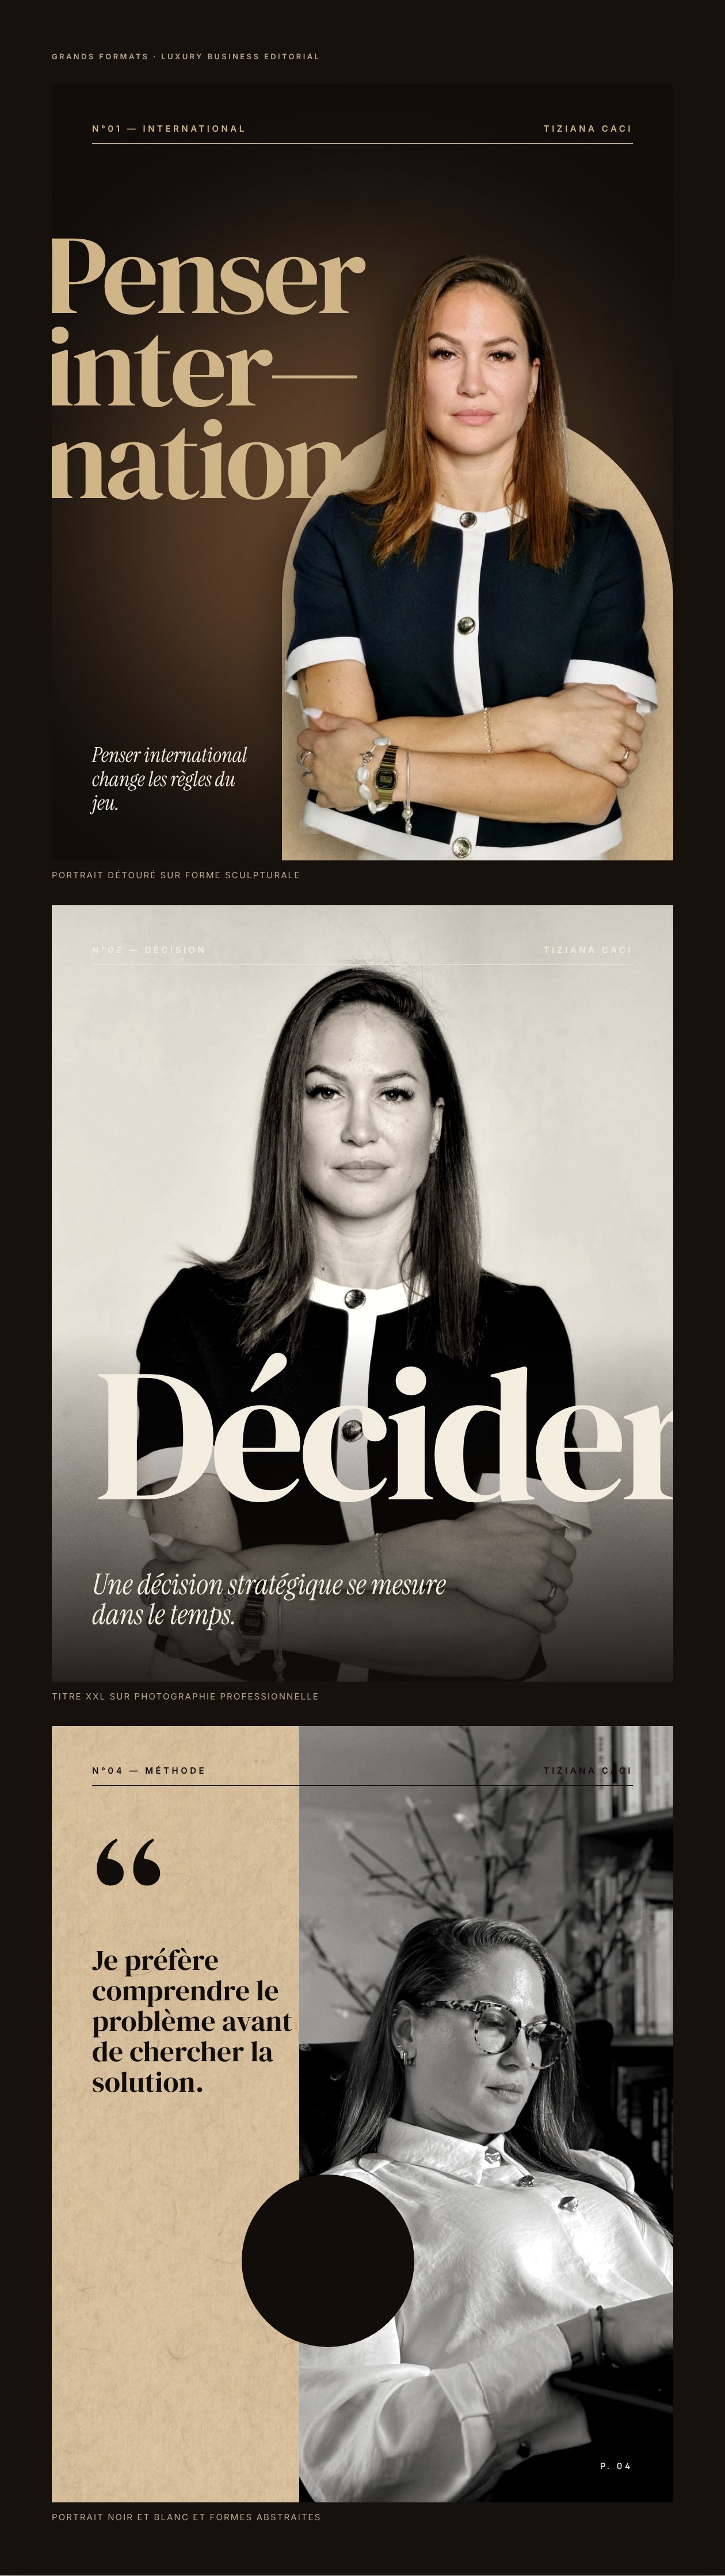 GRANDS FORMATS · LUXURY BUSINESS EDITORIAL
N°01 — INTERNATIONAL
TIZIANA CACI
Penser
inter—
nation
Penser international
change les règles du
jeu.
PORTRAIT DÉTOURÉ SUR FORME SCULPTURALE
N°02 — DÉCISION
TIZIANA CACI
Décider
Une décision stratégique se mesure
dans le temps.
TITRE XXL SUR PHOTOGRAPHIE PROFESSIONNELLE
N°04 — MÉTHODE
TIZIANA CACI
“
Je préfère
comprendre le
problème avant
de chercher la
solution.
P. 04
PORTRAIT NOIR ET BLANC ET FORMES ABSTRAITES